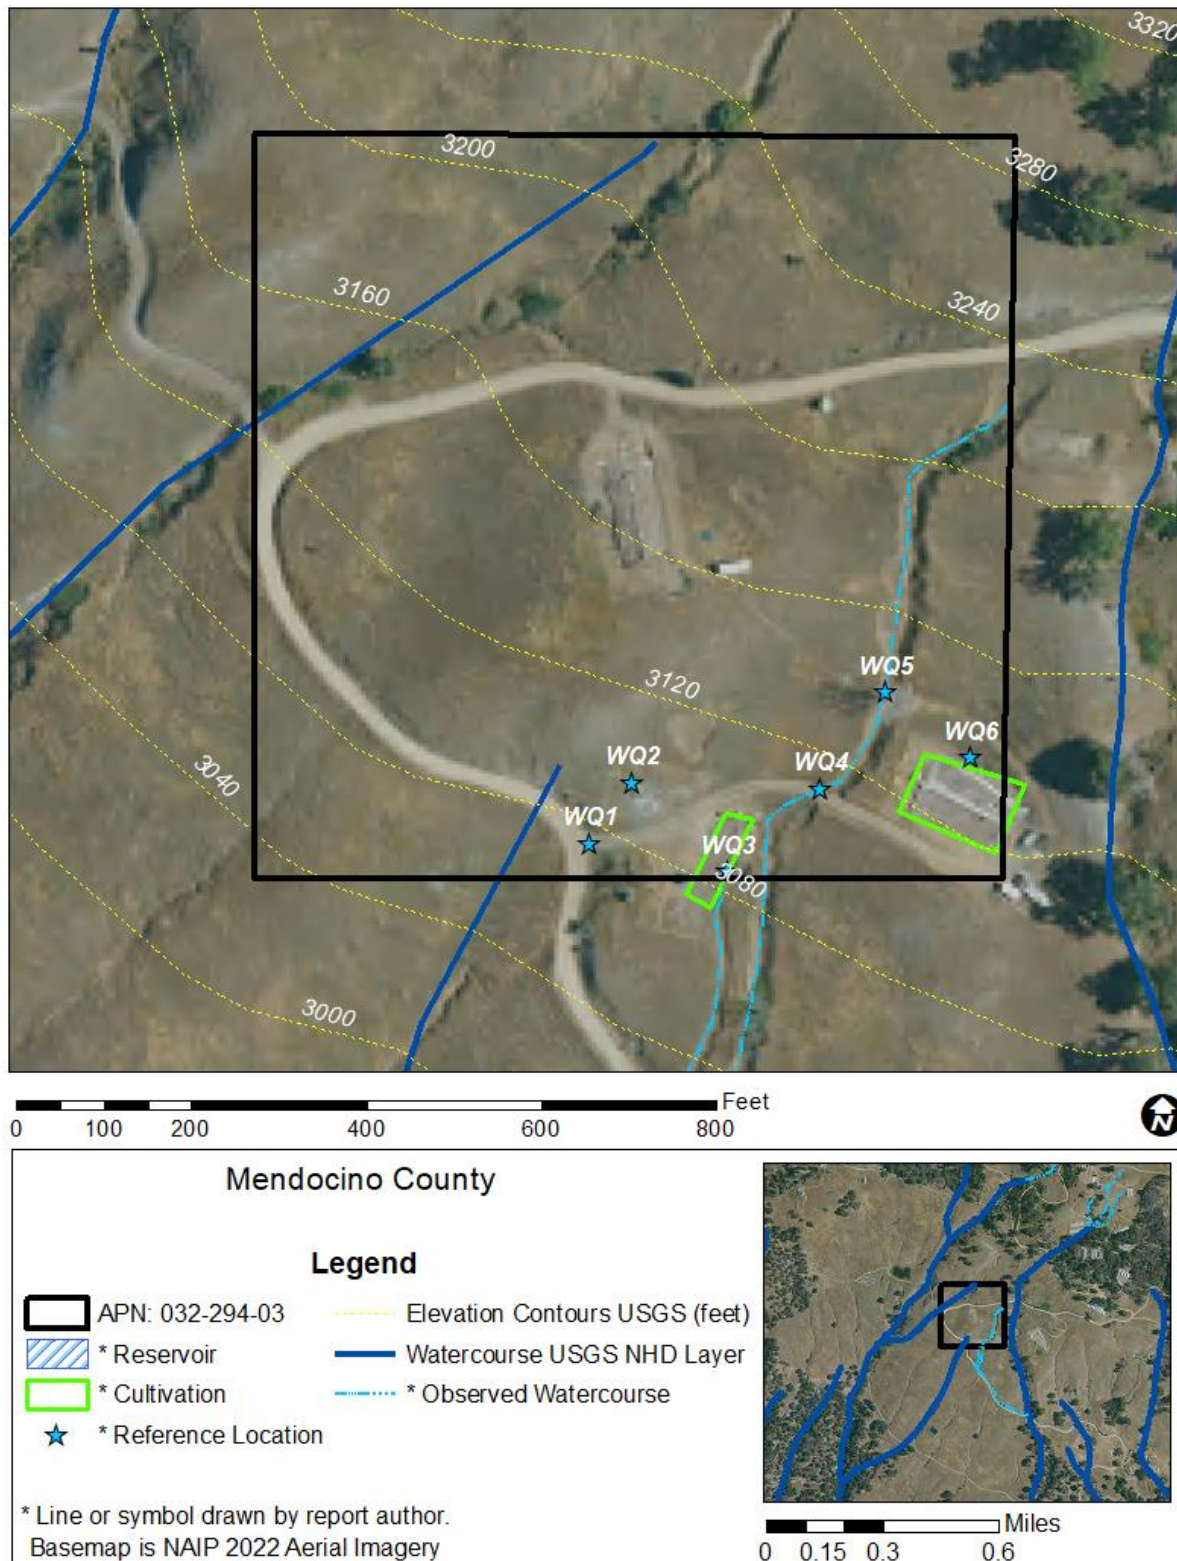 3320
3200
3280
3160
3240
3120
WQ5
WQ6
3040
WQ2
WQ4
WQ1
WQ3
3080
3000
Feet
0 100 200 400 600 800
N
Mendocino County
Legend
APN: 032-294-03
Elevation Contours USGS (feet)
* Reservoir
Watercourse USGS NHD Layer
* Cultivation
* Observed Watercourse
* Reference Location
* Line or symbol drawn by report author.
Basemap is NAIP 2022 Aerial Imagery
Miles
0 0.15 0.3 0.6